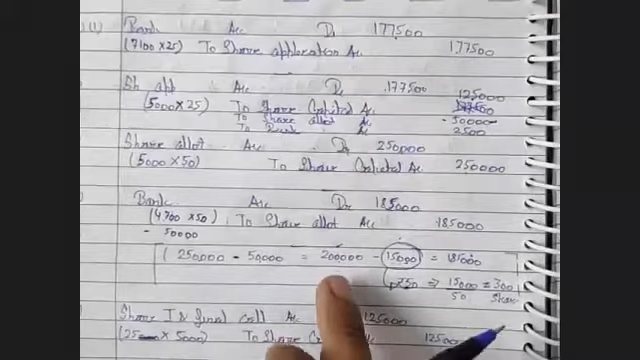 (1) Bank A/c Dr 177500
(7100 x 25) To Share application A/c 177500
Sh app A/c Dr 177500 125000
(5000 x 25) To Share Capital A/c
To Share allot A/c - 50000
To Bank A/c 2500
Share allot A/c Dr 250000
(5000 x 50) To Share Capital A/c 250000
Bank A/c Dr 185000
(4700 x 50) To Share allot A/c 185000
- 50000
( 250000 - 50000 = 200000 - 15000 = 185000
⇒ 15000 = 300
50 Share
Share I & final call A/c 125000
(25 x 5000) To Share 125000